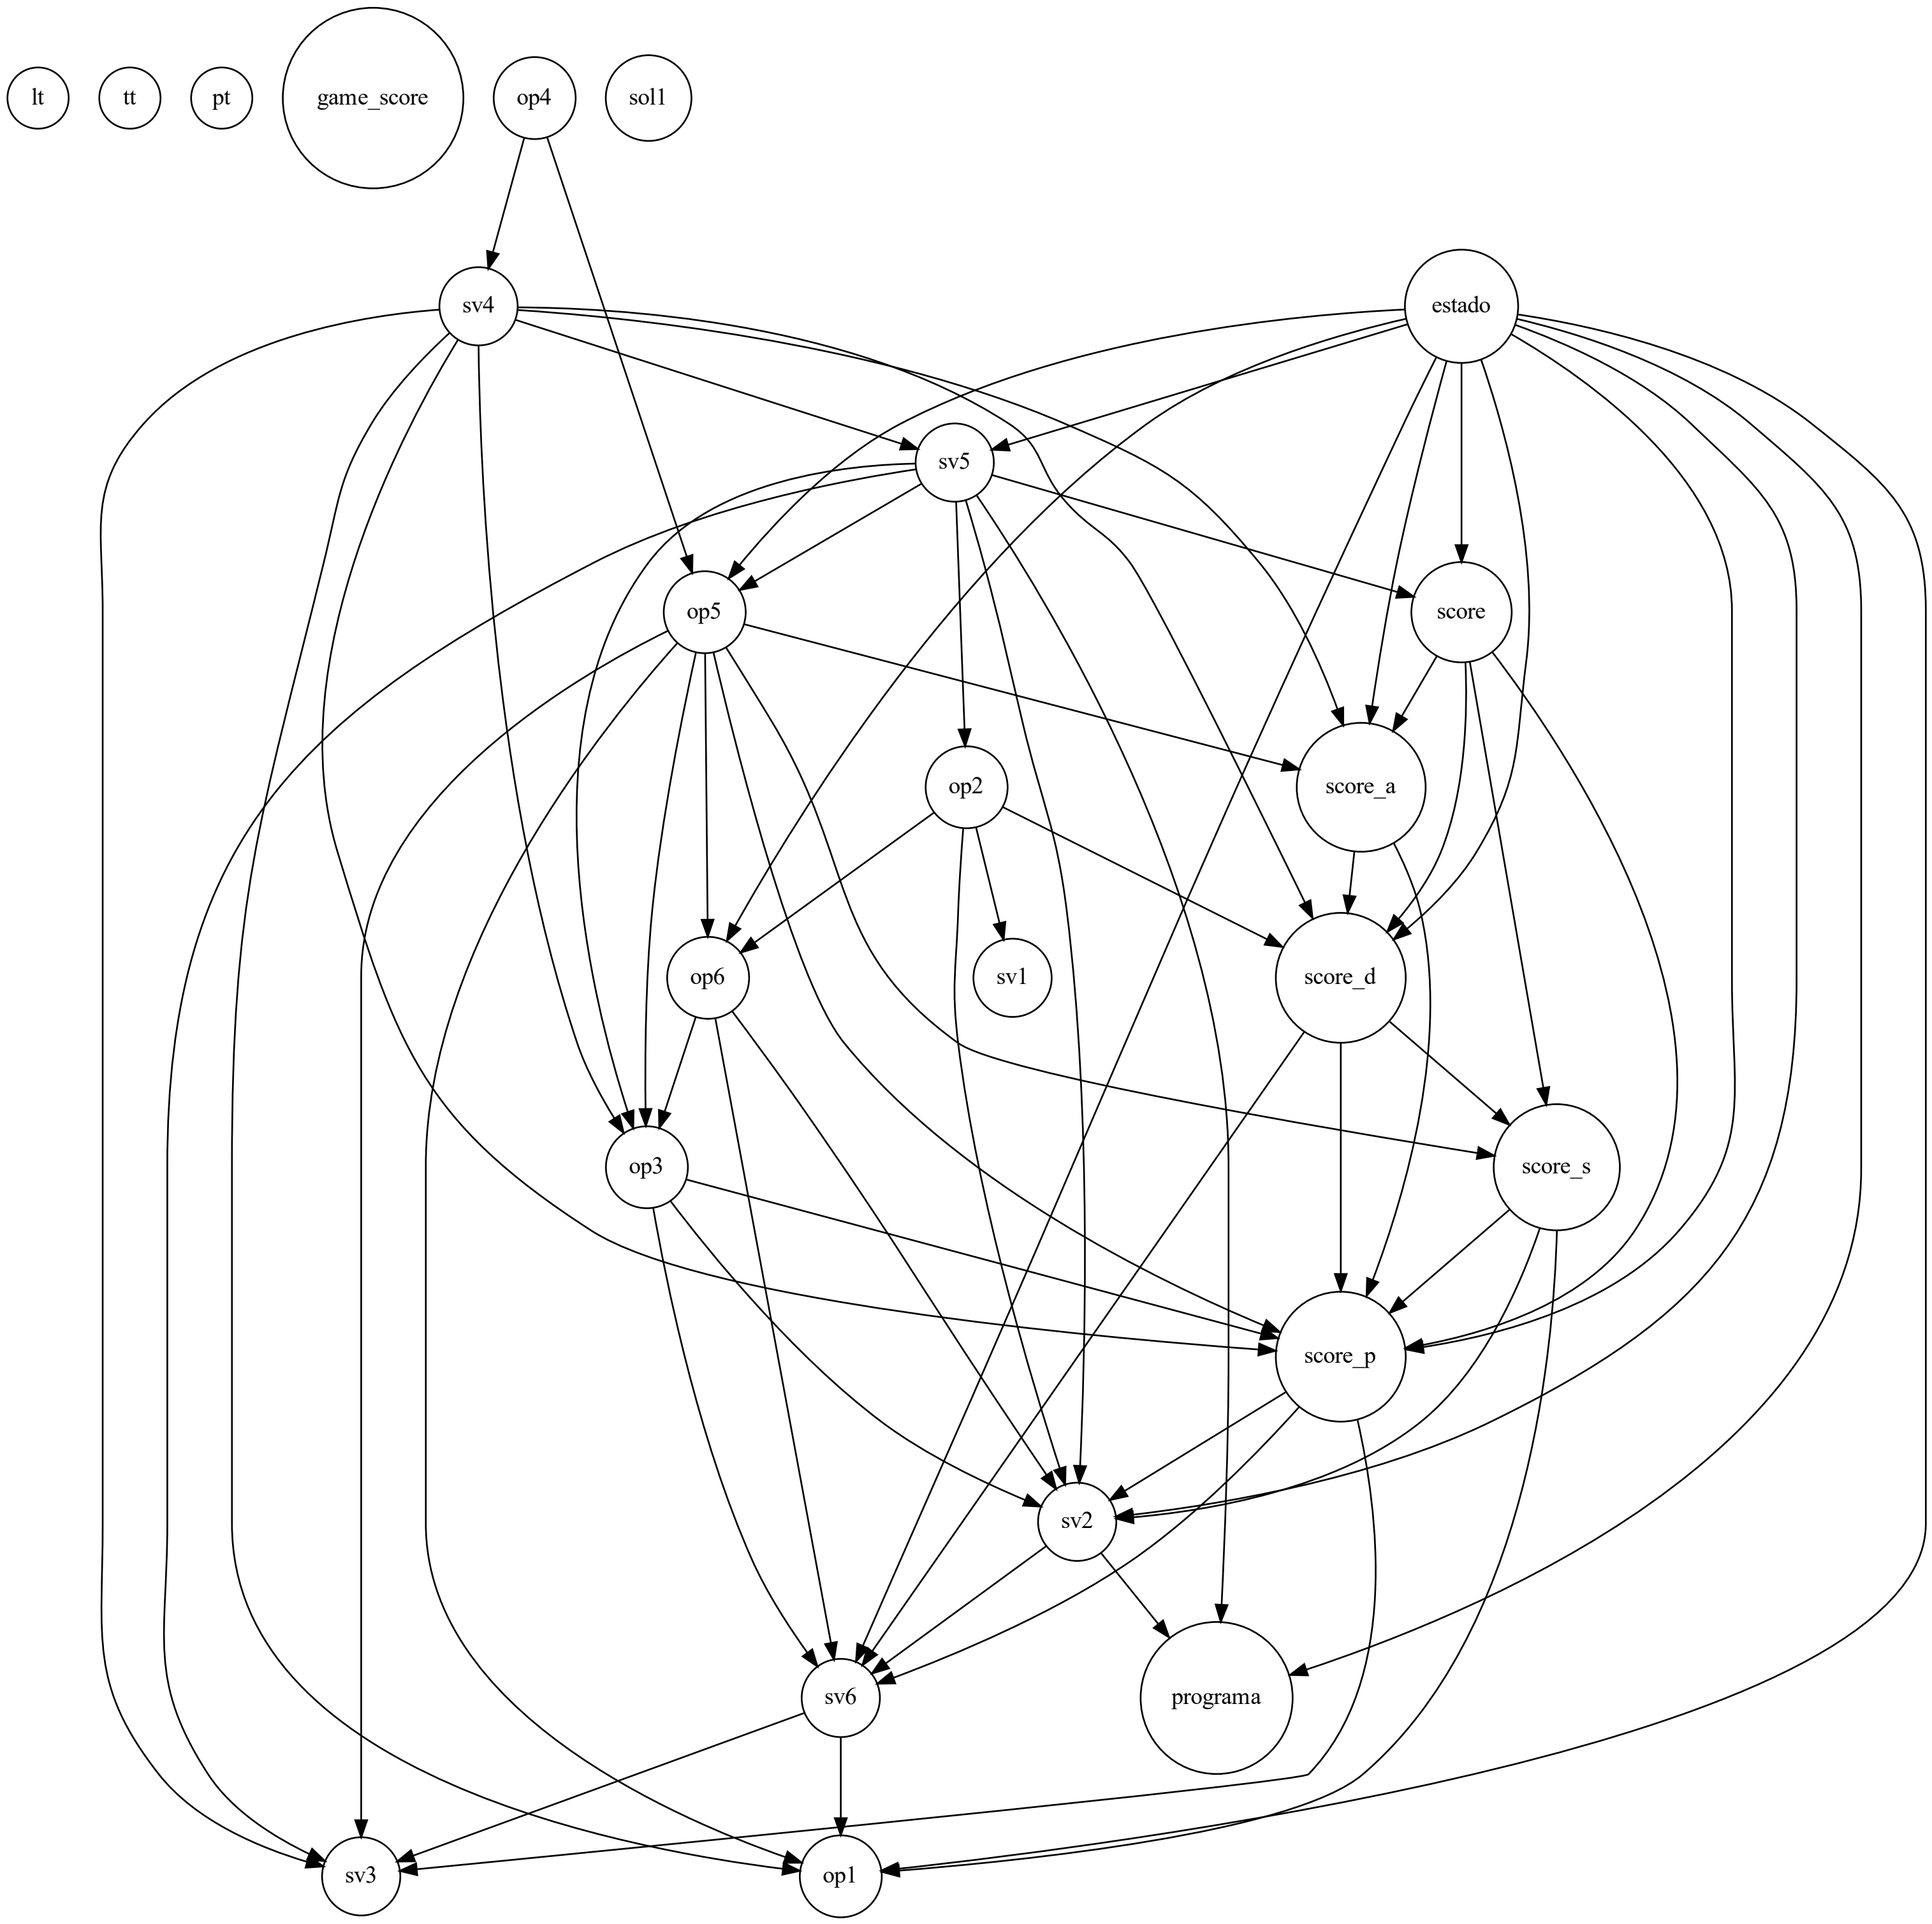 lt
tt
pt
game_score
op4
sol1
sv4
estado
sv5
op5
score
op2
score_a
op6
sv1
score_d
op3
score_s
score_p
sv2
sv6
programa
sv3
op1